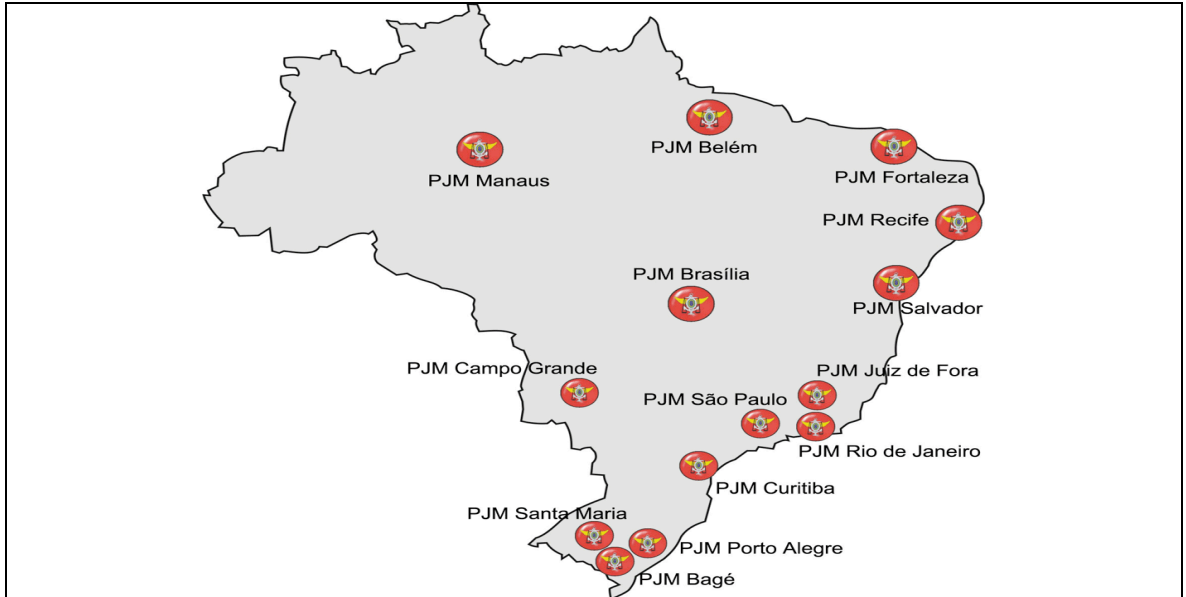 PJM Belém
PJM Manaus
PJM Fortaleza
PJM Recife
PJM Brasília
PJM Salvador
PJM Campo Grande
PJM Juiz de Fora
PJM São Paulo
PJM Rio de Janeiro
PJM Curitiba
PJM Santa Maria
PJM Porto Alegre
PJM Bagé